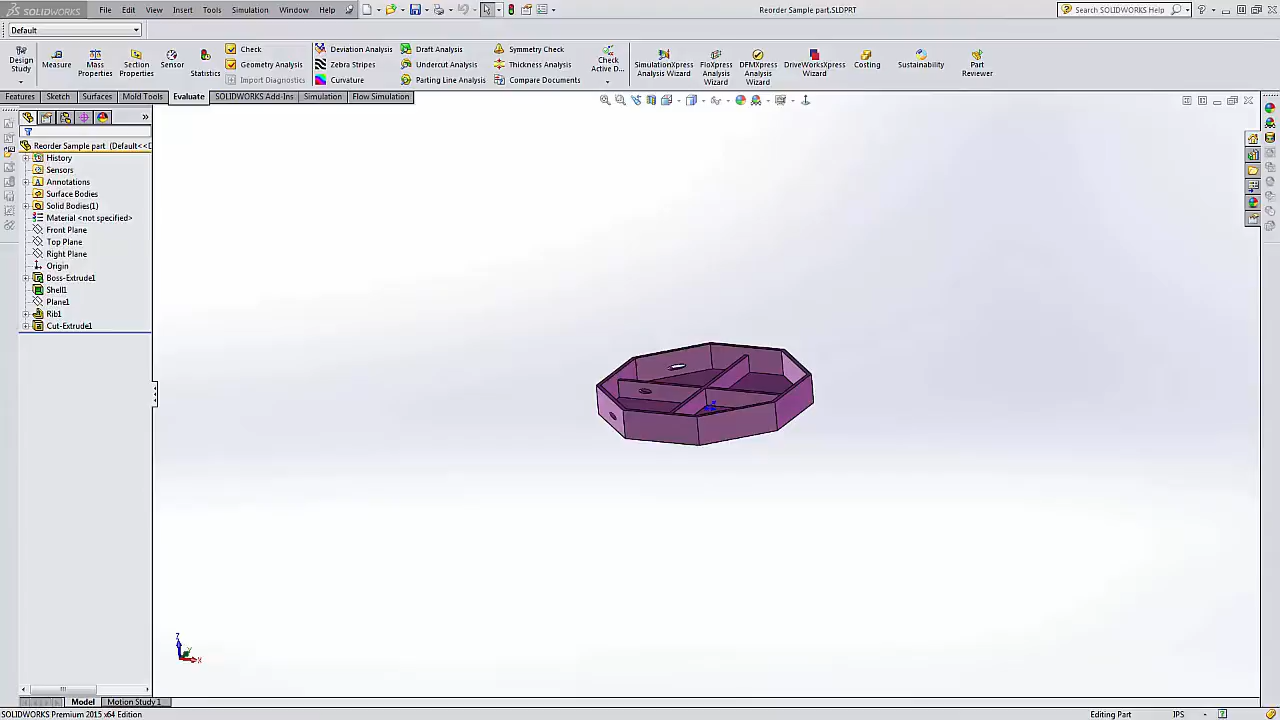 SOLIDWORKS File Edit View Insert Tools Simulation Window Help Reorder Sample part.SLDPRT Search SOLIDWORKS Help
Default
Design Study
Measure
Mass Properties
Section Properties
Sensor
Statistics
Check
Geometry Analysis
Import Diagnostics
Deviation Analysis
Zebra Stripes
Curvature
Draft Analysis
Undercut Analysis
Parting Line Analysis
Symmetry Check
Thickness Analysis
Compare Documents
Check Active D...
SimulationXpress Analysis Wizard
FloXpress Analysis Wizard
DFMXpress Analysis Wizard
DriveWorksXpress Wizard
Costing
Sustainability
Part Reviewer
Features Sketch Surfaces Mold Tools Evaluate SOLIDWORKS Add-Ins Simulation Flow Simulation
Reorder Sample part (Default<<D
History
Sensors
Annotations
Surface Bodies
Solid Bodies(1)
Material <not specified>
Front Plane
Top Plane
Right Plane
Origin
Boss-Extrude1
Shell1
Plane1
Rib1
Cut-Extrude1
Z
Y
X
Model Motion Study 1
SOLIDWORKS Premium 2015 x64 Edition Editing Part IPS